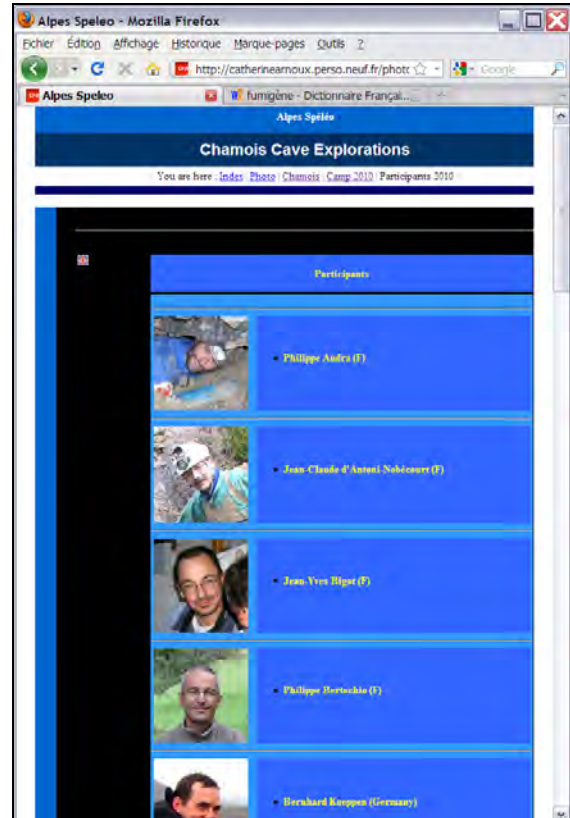 Alpes Speleo - Mozilla Firefox
Fichier Édition Affichage Historique Marque-pages Outils ?
http://catherinearnoux.perso.neuf.fr/photc Google
Alpes Speleo fumigène - Dictionnaire Françai...
Alpes Spéléo
Chamois Cave Explorations
You are here : Index | Photo | Chamois | Camp 2010 | Participants 2010
Participants
Philippe Audra (F)
Jean-Claude d'Antoni-Nobécourt (F)
Jean-Yves Bigot (F)
Philippe Bertochio (F)
Bernhard Koeppen (Germany)